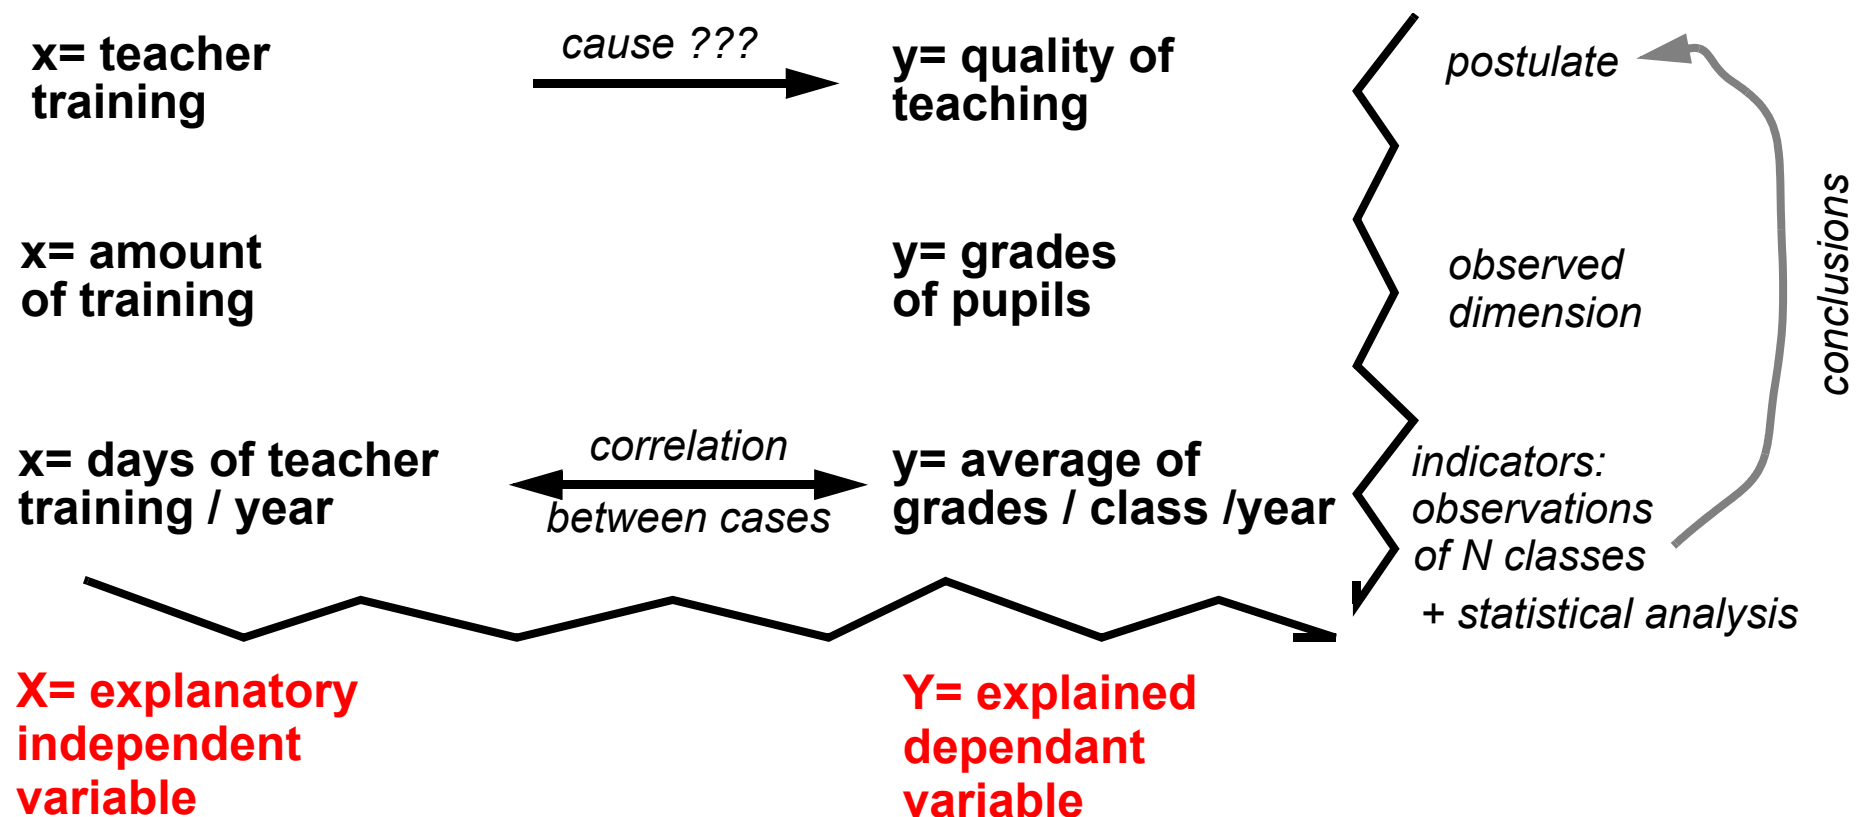 x= teacher
training
cause ???
y= quality of
teaching
postulate
x= amount
of training
y= grades
of pupils
observed
dimension
conclusions
x= days of teacher
training / year
correlation
between cases
y= average of
grades / class /year
indicators:
observations
of N classes
+ statistical analysis
X= explanatory
independent
variable
Y= explained
dependant
variable